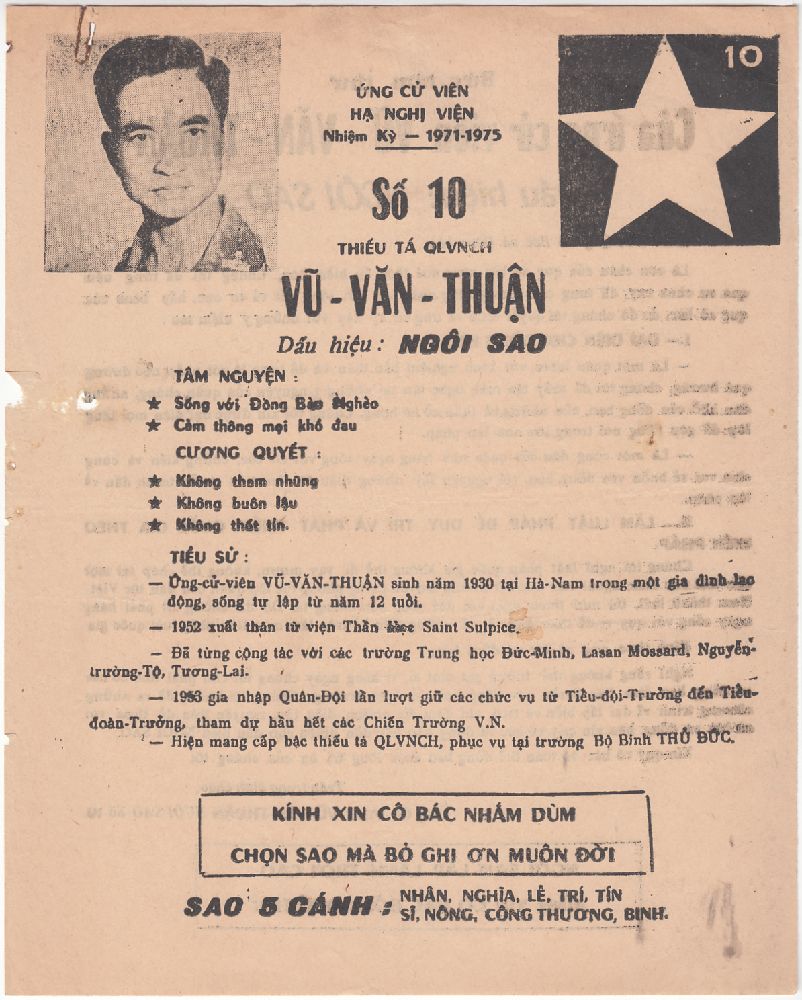 10
ỨNG CỬ VIÊN
HẠ NGHỊ VIỆN
Nhiệm Kỳ — 1971-1975
Số 10
THIẾU TÁ QLVNCH
VŨ - VĂN - THUẬN
Dấu hiệu: NGÔI SAO
TÂM NGUYỆN :
★ Sống với Đồng Bào Nghèo
★ Cảm thông mọi khổ đau
CƯƠNG QUYẾT :
★ Không tham nhũng
★ Không buôn lậu
★ Không thất tín.
TIỂU SỬ :
— Ứng-cử-viên VŨ-VĂN-THUẬN sinh năm 1930 tại Hà-Nam trong một gia đình lao
động, sống tự lập từ năm 12 tuổi.
— 1952 xuất thân từ viện Thần Saint Sulpice.
— Đã từng cộng tác với các trường Trung học Đức-Minh, Lasan Mossard, Nguyễn-
trường-Tộ, Tương-Lai.
— 1953 gia nhập Quân-Đội lần lượt giữ các chức vụ từ Tiểu-đội-Trưởng đến Tiểu-
đoàn-Trưởng, tham dự hầu hết các Chiến Trường V.N.
— Hiện mang cấp bậc thiếu tá QLVNCH, phục vụ tại trường Bộ Binh THỦ ĐỨC.
KÍNH XIN CÔ BÁC NHẮM DÙM
CHỌN SAO MÀ BỎ GHI ƠN MUÔN ĐỜI
SAO 5 CÁNH : NHÂN, NGHĨA, LỄ, TRÍ, TÍN
SĨ, NÔNG, CÔNG THƯƠNG, BINH.